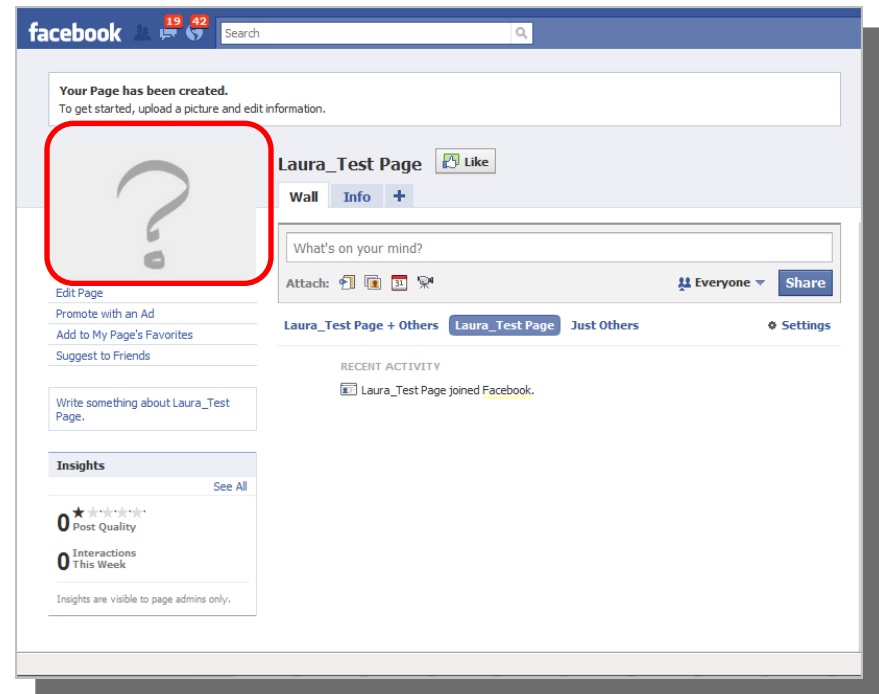 facebook 19 42 Search
Your Page has been created.
To get started, upload a picture and edit information.
?
Laura_Test Page Like
Wall Info +
What's on your mind?
Attach: 31 Everyone Share
Edit Page
Promote with an Ad
Add to My Page's Favorites
Suggest to Friends
Laura_Test Page + Others Laura_Test Page Just Others Settings
RECENT ACTIVITY
Laura_Test Page joined Facebook.
Write something about Laura_Test
Page.
Insights
See All
0 Post Quality
0 Interactions
This Week
Insights are visible to page admins only.